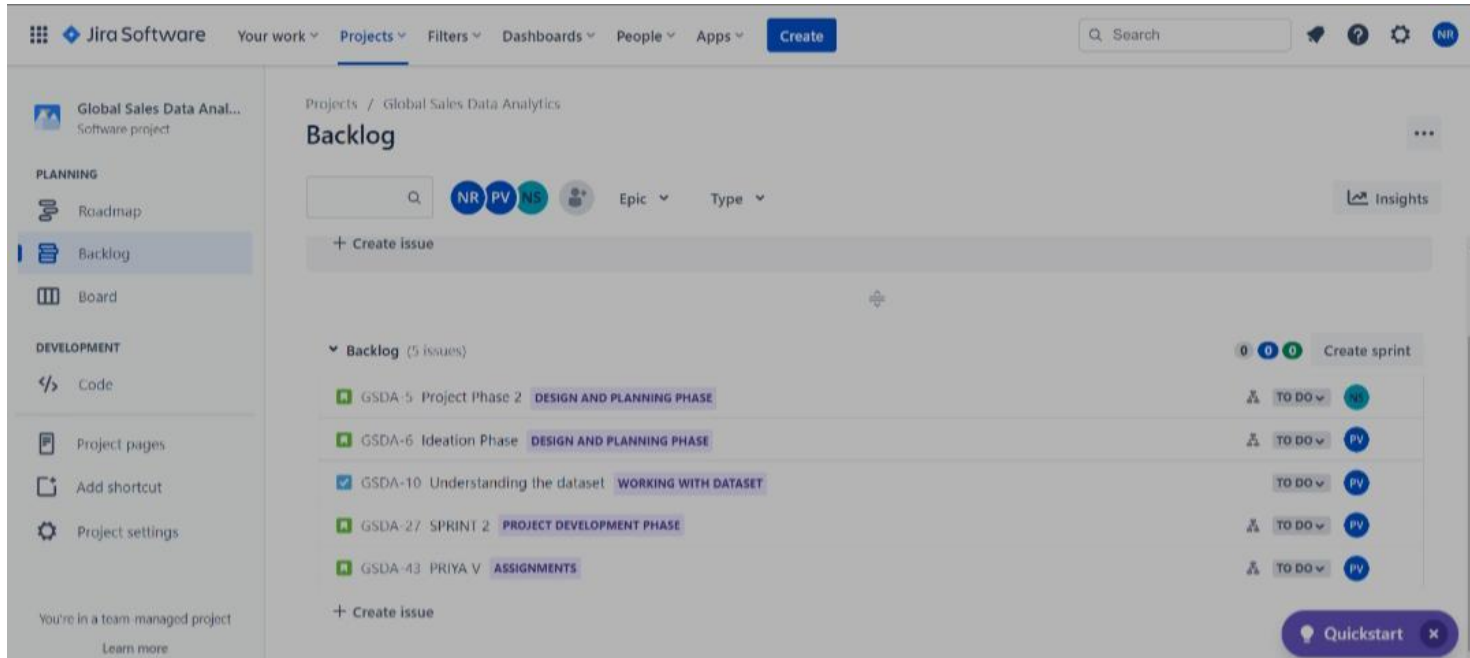 Jira Software Your work Projects Filters Dashboards People Apps Create Search NR
Global Sales Data Anal...
Software project
PLANNING
Roadmap
Backlog
Board
DEVELOPMENT
Code
Project pages
Add shortcut
Project settings
You're in a team-managed project
Learn more
Projects / Global Sales Data Analytics
Backlog
NR PV NS Epic Type Insights
+ Create issue
Backlog (5 issues) 0 0 0 Create sprint
GSDA-5 Project Phase 2 DESIGN AND PLANNING PHASE TO DO NS
GSDA-6 Ideation Phase DESIGN AND PLANNING PHASE TO DO PV
GSDA-10 Understanding the dataset WORKING WITH DATASET TO DO PV
GSDA-27 SPRINT 2 PROJECT DEVELOPMENT PHASE TO DO PV
GSDA-43 PRIYA V ASSIGNMENTS TO DO PV
+ Create issue
Quickstart